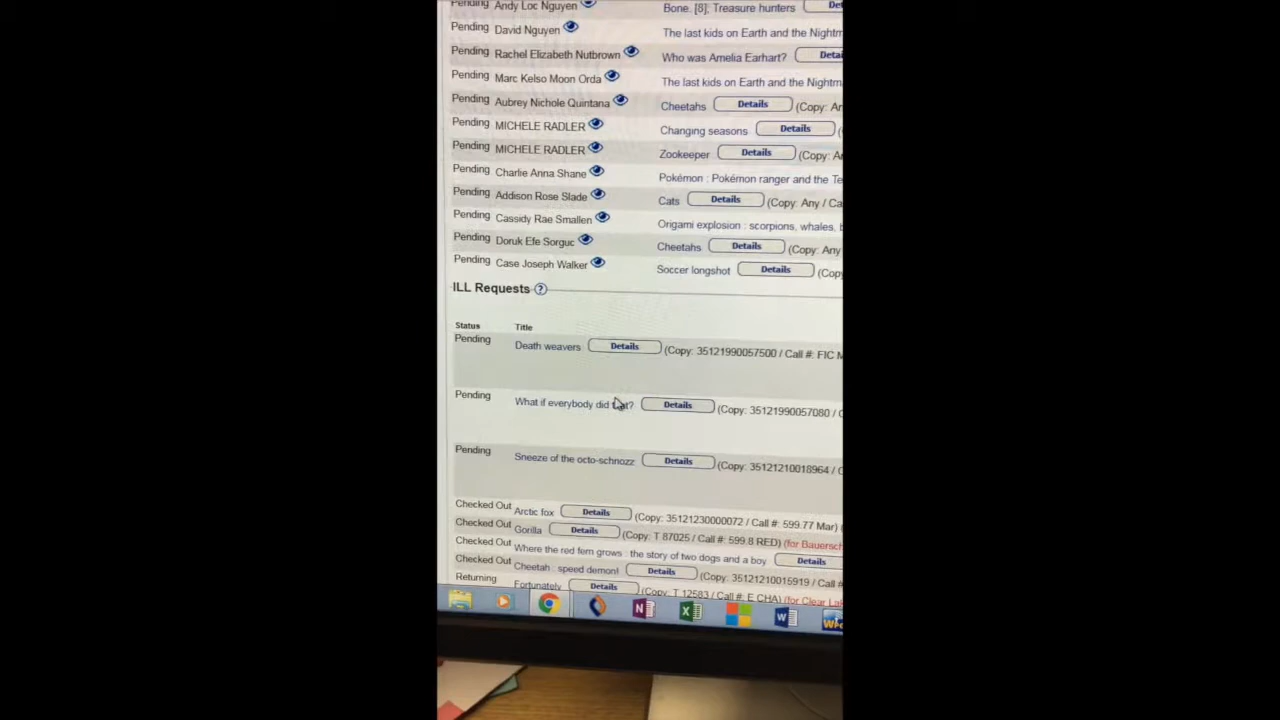 Pending Andy Loc Nguyen Bone. [8], Treasure hunters
Pending David Nguyen The last kids on Earth and the Nightm
Pending Rachel Elizabeth Nutbrown Who was Amelia Earhart? Detai
Pending Marc Kelso Moon Orda The last kids on Earth and the Nightm
Pending Aubrey Nichole Quintana Cheetahs Details (Copy: An
Pending MICHELE RADLER Changing seasons Details (
Pending MICHELE RADLER Zookeeper Details (Copy: A
Pending Charlie Anna Shane Pokémon : Pokémon ranger and the Te
Pending Addison Rose Slade Cats Details (Copy: Any / Ca
Pending Cassidy Rae Smallen Origami explosion : scorpions, whales, b
Pending Doruk Efe Sorguc Cheetahs Details (Copy: Any
Pending Case Joseph Walker Soccer longshot Details (Copy
ILL Requests ?
Status Title
Pending Death weavers Details (Copy: 35121990057500 / Call #: FIC M
Pending What if everybody did that? Details (Copy: 35121990057080 / C
Pending Sneeze of the octo-schnozz Details (Copy: 35121210018964 / C
Checked Out Arctic fox Details (Copy: 35121230000072 / Call #: 599.77 Mar) (
Checked Out Gorilla Details (Copy: T 87025 / Call #: 599.8 RED) (for Bauersch
Checked Out Where the red fern grows : the story of two dogs and a boy Details
Checked Out Cheetah : speed demon! Details (Copy: 35121210015919 / Call #
Returning Fortunately Details (Copy: T 12583 / Call #: E CHA) (for Clear Lak